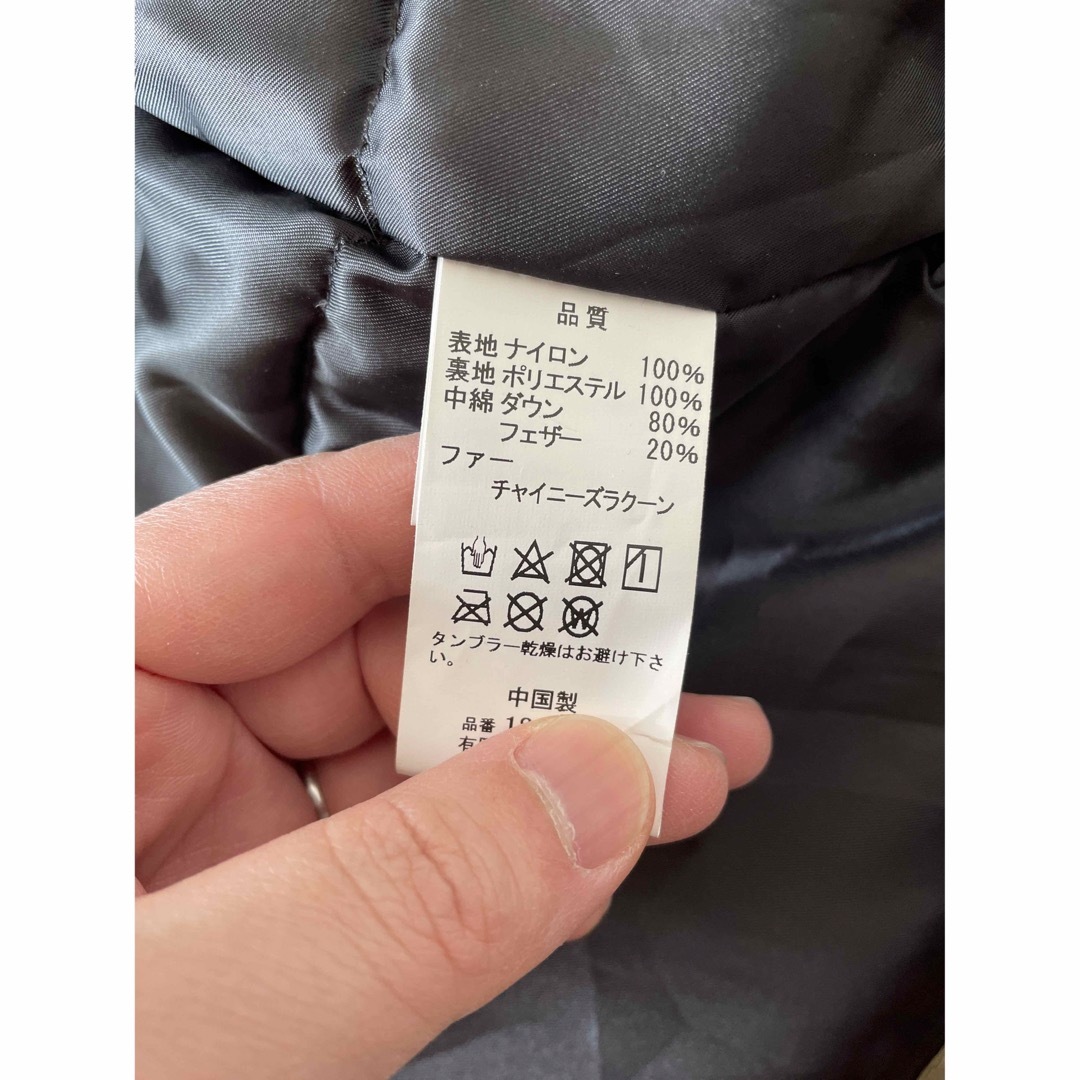 品質
表地 ナイロン 100%
裏地 ポリエステル 100%
中綿 ダウン 80%
フェザー 20%
ファー
チャイニーズラクーン
タンブラー乾燥はお避け下さ
い。
中国製
品番